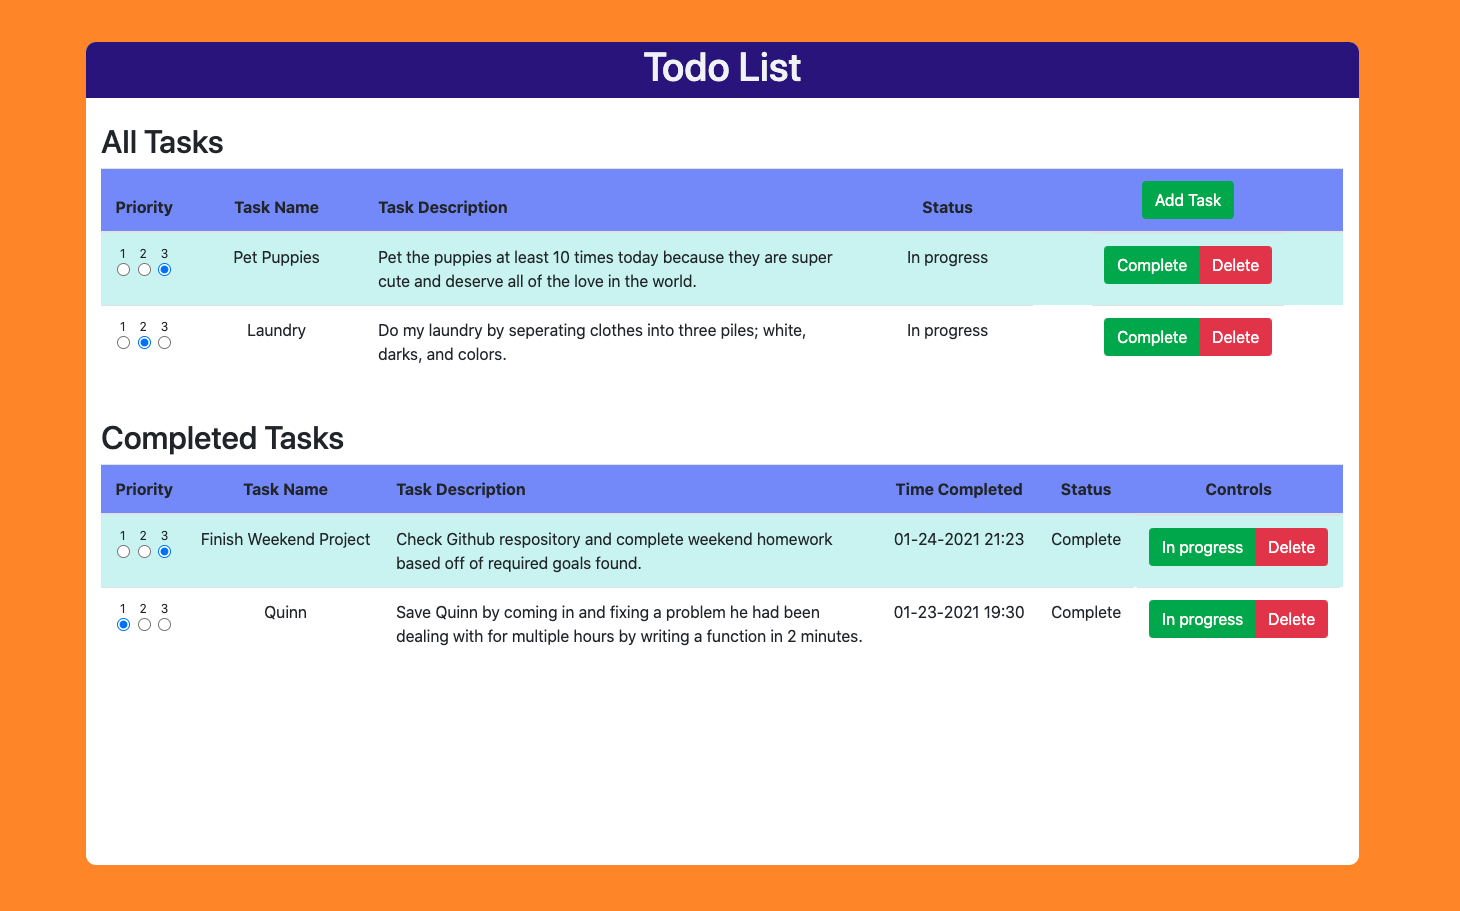 Todo List
All Tasks
Priority Task Name Task Description Status Add Task
1 2 3 Pet Puppies Pet the puppies at least 10 times today because they are super In progress Complete Delete
cute and deserve all of the love in the world.
1 2 3 Laundry Do my laundry by seperating clothes into three piles; white, In progress Complete Delete
darks, and colors.
Completed Tasks
Priority Task Name Task Description Time Completed Status Controls
1 2 3 Finish Weekend Project Check Github respository and complete weekend homework 01-24-2021 21:23 Complete In progress Delete
based off of required goals found.
1 2 3 Quinn Save Quinn by coming in and fixing a problem he had been 01-23-2021 19:30 Complete In progress Delete
dealing with for multiple hours by writing a function in 2 minutes.